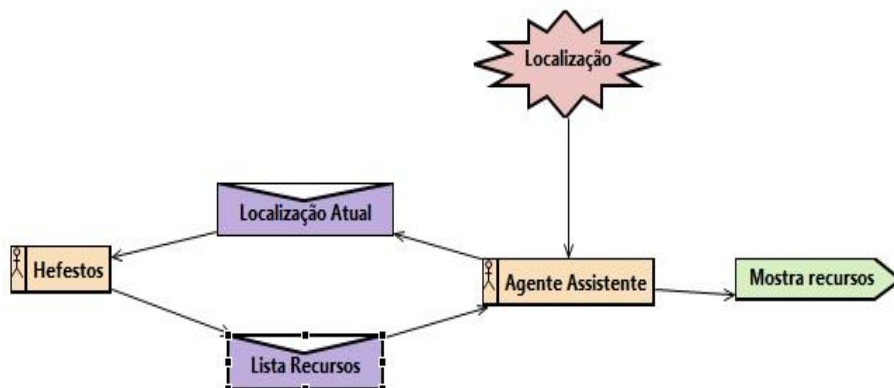 Localização
Localização Atual
Hefestos
Agente Assistente
Mostra recursos
Lista Recursos